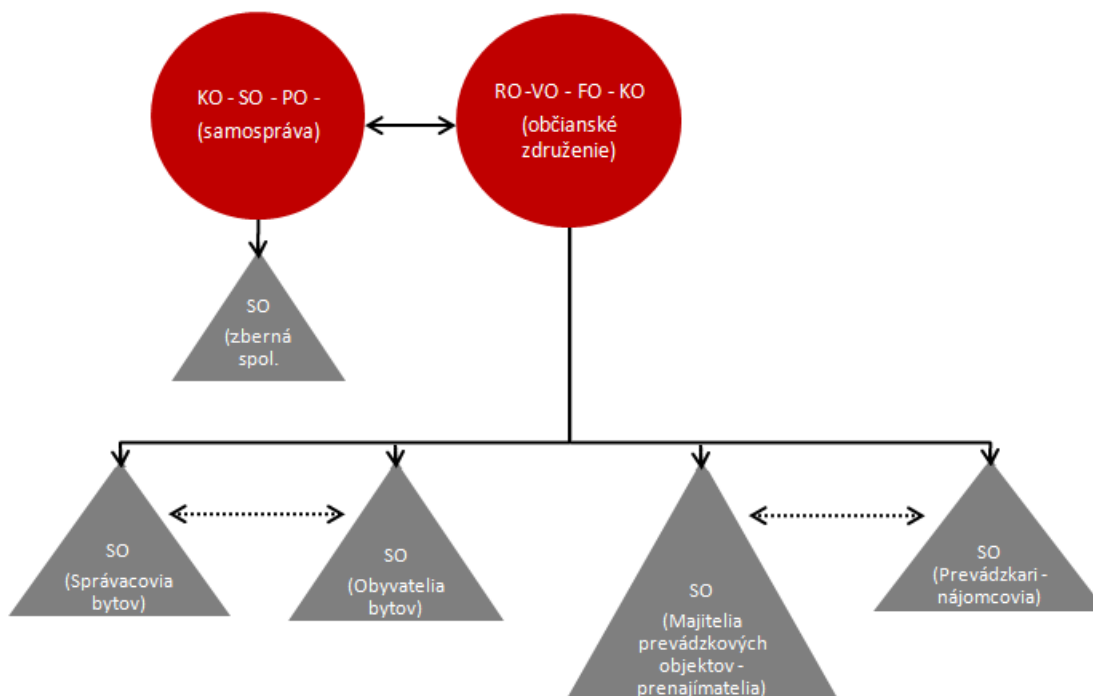 KO - SO - PO -
(samospráva)
RO -VO - FO - KO
(občianské
združenie)
SO
(zberná
spol.
SO
(Správacovia
bytov)
SO
(Obyvatelia
bytov)
SO
(Majitelia
prevádzkových
objektov -
prenajímatelia)
SO
(Prevádzkari -
nájomcovia)